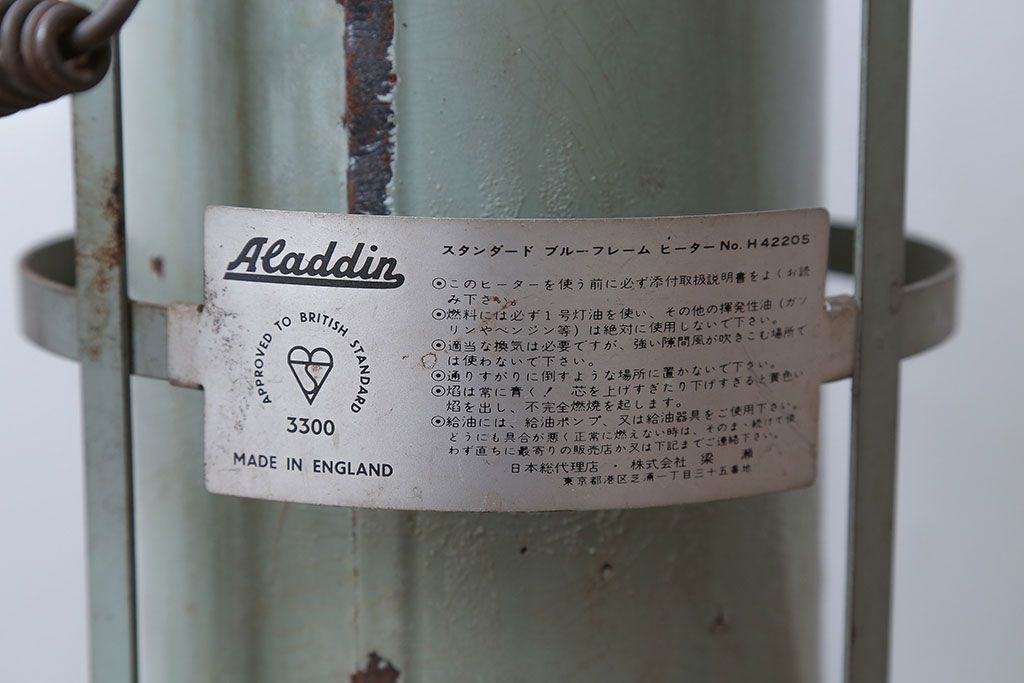 Aladdin
APPROVED TO BRITISH STANDARD
3300
MADE IN ENGLAND
スタンダード ブルーフレーム ヒーター No. H42205
◉このヒーターを使う前に必ず添付取扱説明書をよくお読
み下さい。
◉燃料には必ず1号灯油を使い、その他の揮発性油（ガソ
リンやベンジン等）は絶対に使用しないで下さい。
◉適当な換気は必要ですが、強い隙間風が吹きこむ場所で
は使わないで下さい。
◉通りすがりに倒すような場所に置かないで下さい。
◉焰は常に青く！ 芯を上げすぎたり下げすぎると黄色い
焰を出し、不完全燃焼を起します。
◉給油には、給油ポンプ、又は給油器具をご使用下さい。
どうにも具合が悪く正常に燃えない時は、そのまゝ続けて使
わず直ちに最寄りの販売店か又は下記までご連絡下さい。
日本総代理店 ・ 株式会社 梁 瀬
東京都港区芝浦一丁目三十五番地